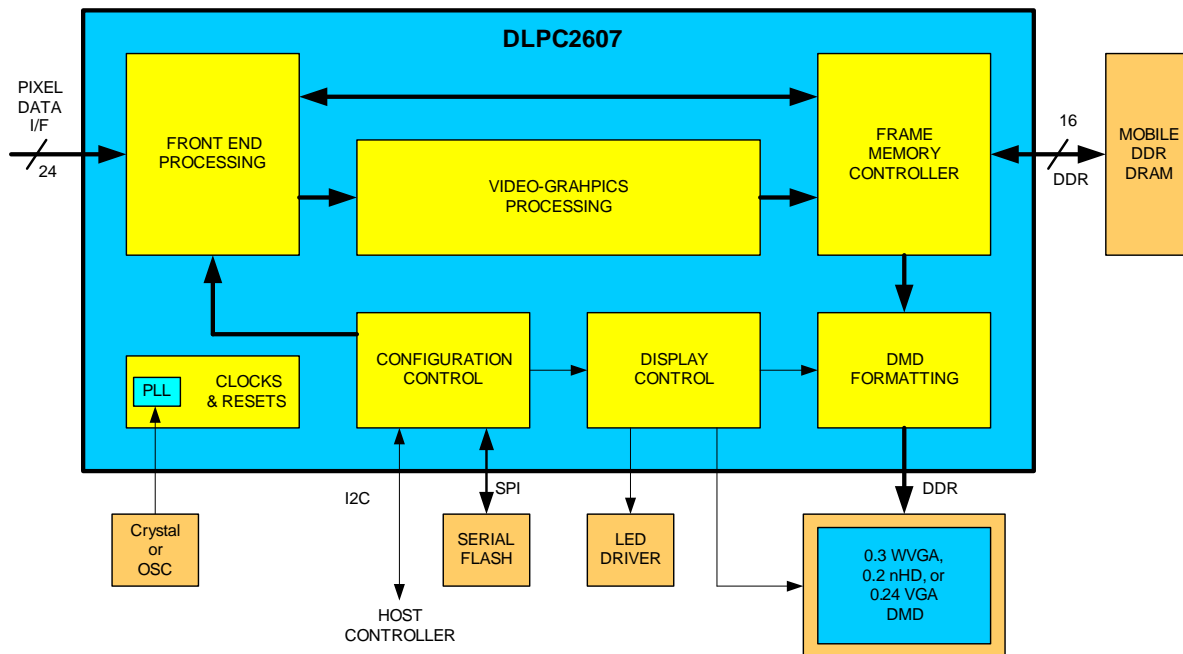 DLPC2607
PIXEL
DATA
I/F
24
FRONT END
PROCESSING
VIDEO-GRAHPICS
PROCESSING
FRAME
MEMORY
CONTROLLER
16
DDR
MOBILE
DDR
DRAM
PLL
CLOCKS
& RESETS
CONFIGURATION
CONTROL
DISPLAY
CONTROL
DMD
FORMATTING
I2C
SPI
DDR
Crystal
or
OSC
SERIAL
FLASH
LED
DRIVER
0.3 WVGA,
0.2 nHD, or
0.24 VGA
DMD
HOST
CONTROLLER